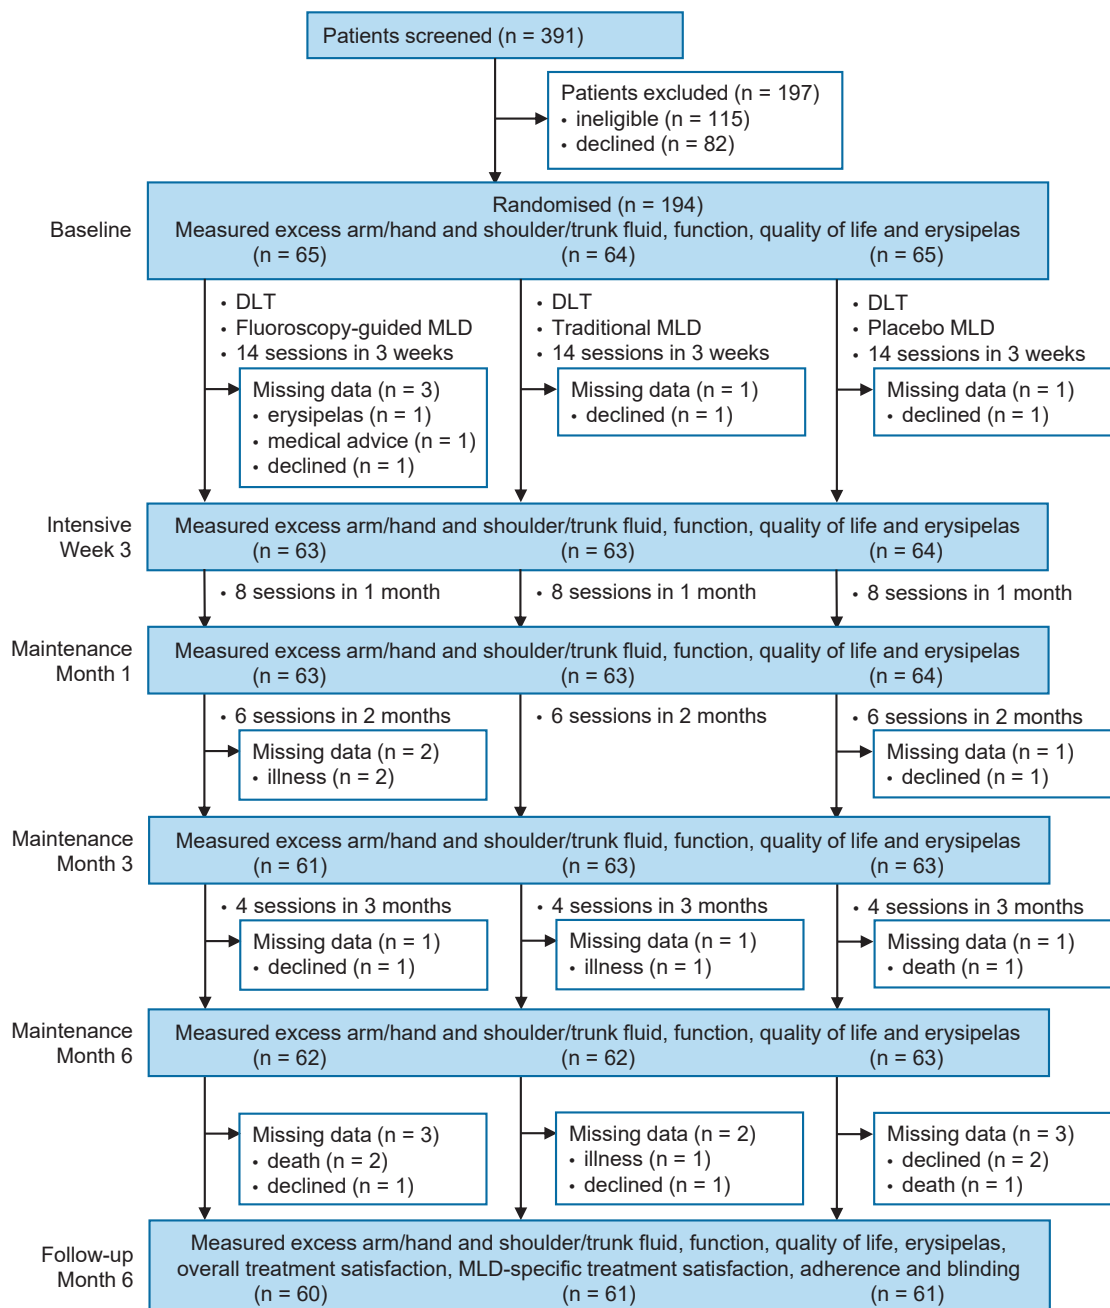 Patients screened (n = 391)
Patients excluded (n = 197)
• ineligible (n = 115)
• declined (n = 82)
Baseline
Randomised (n = 194)
Measured excess arm/hand and shoulder/trunk fluid, function, quality of life and erysipelas
(n = 65) (n = 64) (n = 65)
• DLT
• Fluoroscopy-guided MLD
• 14 sessions in 3 weeks
Missing data (n = 3)
• erysipelas (n = 1)
• medical advice (n = 1)
• declined (n = 1)
• DLT
• Traditional MLD
• 14 sessions in 3 weeks
Missing data (n = 1)
• declined (n = 1)
• DLT
• Placebo MLD
• 14 sessions in 3 weeks
Missing data (n = 1)
• declined (n = 1)
Intensive
Week 3
Measured excess arm/hand and shoulder/trunk fluid, function, quality of life and erysipelas
(n = 63) (n = 63) (n = 64)
• 8 sessions in 1 month
• 8 sessions in 1 month
• 8 sessions in 1 month
Maintenance
Month 1
Measured excess arm/hand and shoulder/trunk fluid, function, quality of life and erysipelas
(n = 63) (n = 63) (n = 64)
• 6 sessions in 2 months
Missing data (n = 2)
• illness (n = 2)
• 6 sessions in 2 months
• 6 sessions in 2 months
Missing data (n = 1)
• declined (n = 1)
Maintenance
Month 3
Measured excess arm/hand and shoulder/trunk fluid, function, quality of life and erysipelas
(n = 61) (n = 63) (n = 63)
• 4 sessions in 3 months
Missing data (n = 1)
• declined (n = 1)
• 4 sessions in 3 months
Missing data (n = 1)
• illness (n = 1)
• 4 sessions in 3 months
Missing data (n = 1)
• death (n = 1)
Maintenance
Month 6
Measured excess arm/hand and shoulder/trunk fluid, function, quality of life and erysipelas
(n = 62) (n = 62) (n = 63)
Missing data (n = 3)
• death (n = 2)
• declined (n = 1)
Missing data (n = 2)
• illness (n = 1)
• declined (n = 1)
Missing data (n = 3)
• declined (n = 2)
• death (n = 1)
Follow-up
Month 6
Measured excess arm/hand and shoulder/trunk fluid, function, quality of life, erysipelas,
overall treatment satisfaction, MLD-specific treatment satisfaction, adherence and blinding
(n = 60) (n = 61) (n = 61)